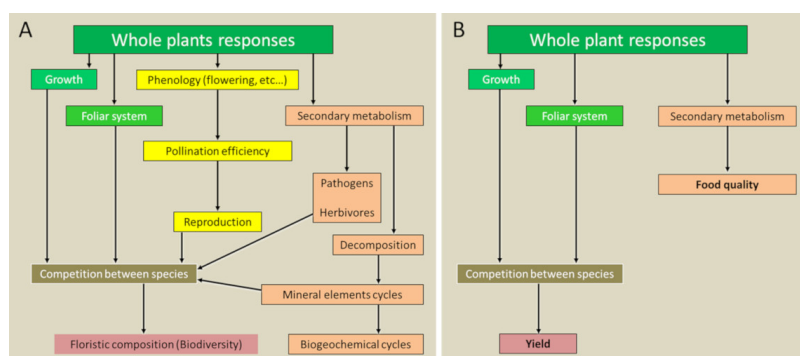 A
Whole plants responses
Growth
Phenology (flowering, etc...)
Foliar system
Secondary metabolism
Pollination efficiency
Pathogens
Herbivores
Reproduction
Decomposition
Competition between species
Mineral elements cycles
Floristic composition (Biodiversity)
Biogeochemical cycles
B
Whole plant responses
Growth
Foliar system
Secondary metabolism
Food quality
Competition between species
Yield